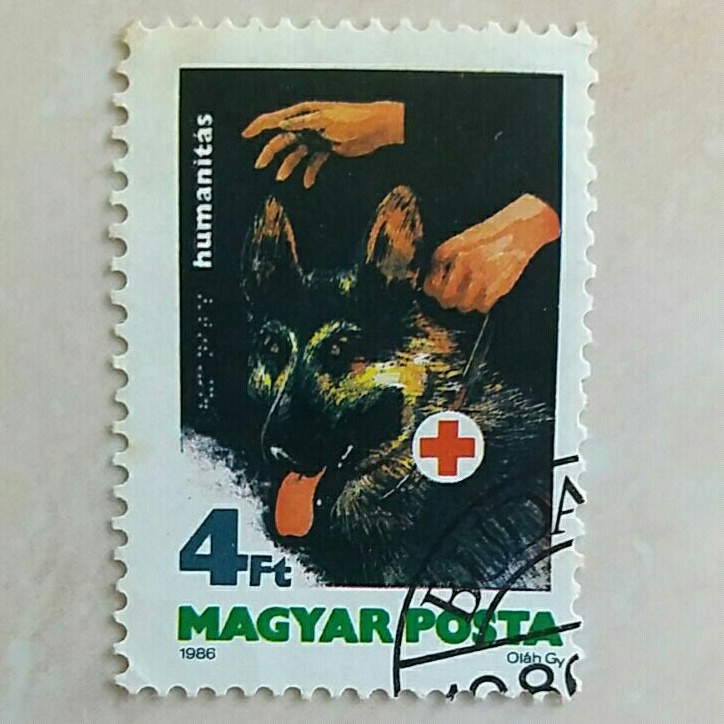 humanitás
4Ft
MAGYAR POSTA
1986
Oláh Gy